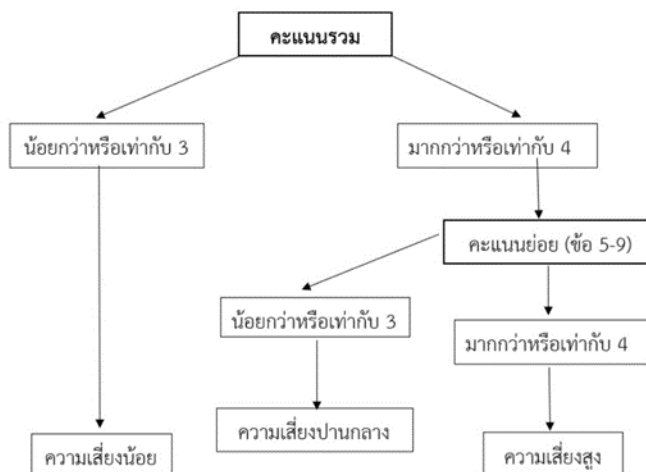 คะแนนรวม
น้อยกว่าหรือเท่ากับ 3
มากกว่าหรือเท่ากับ 4
คะแนนย่อย (ข้อ 5-9)
น้อยกว่าหรือเท่ากับ 3
มากกว่าหรือเท่ากับ 4
ความเสี่ยงปานกลาง
ความเสี่ยงน้อย
ความเสี่ยงสูง